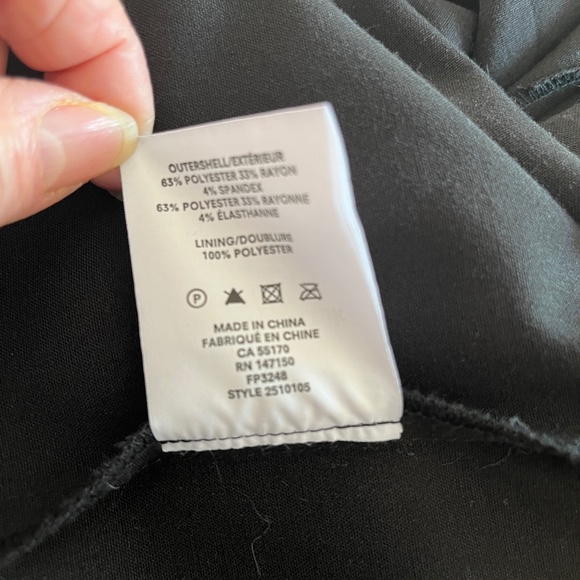 OUTERSHELL/EXTÉRIEUR
63% POLYESTER 33% RAYON
4% SPANDEX
63% POLYESTER 33% RAYONNE
4% ÉLASTHANNE
LINING/DOUBLURE
100% POLYESTER
P
MADE IN CHINA
FABRIQUÉ EN CHINE
CA 55170
RN 147150
FP3248
STYLE 2510105